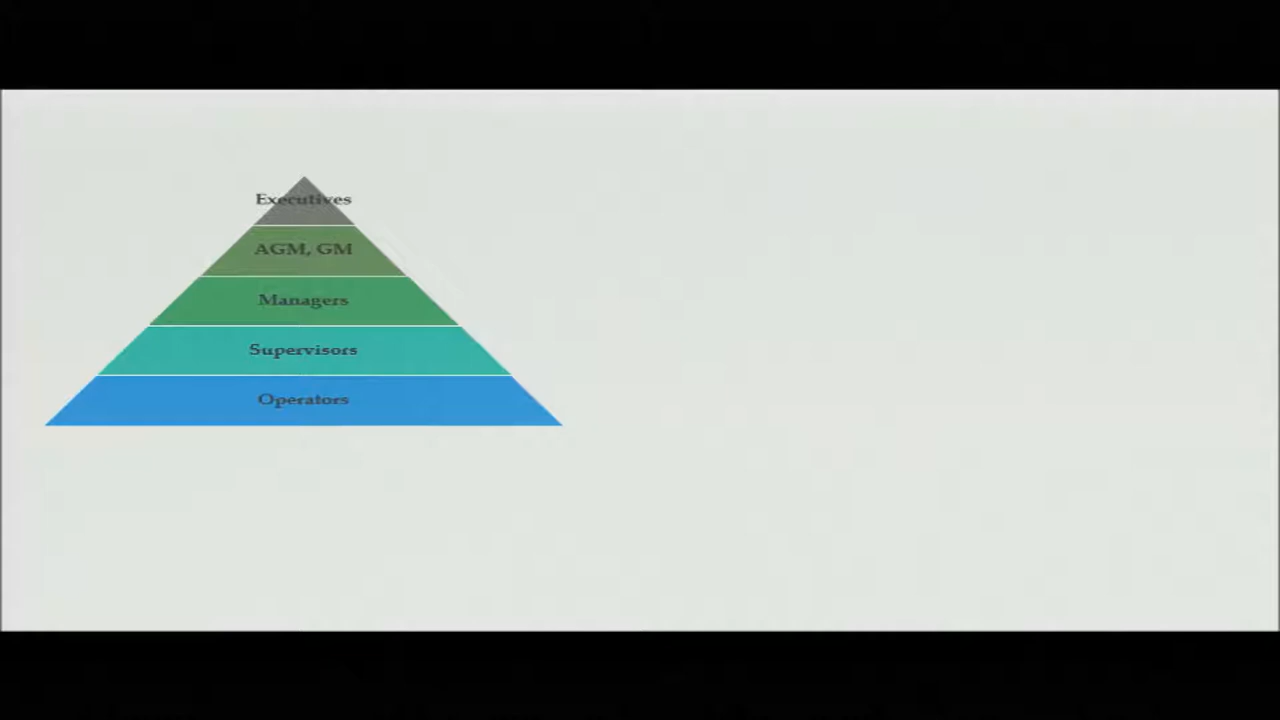 Executives
AGM, GM
Managers
Supervisors
Operators